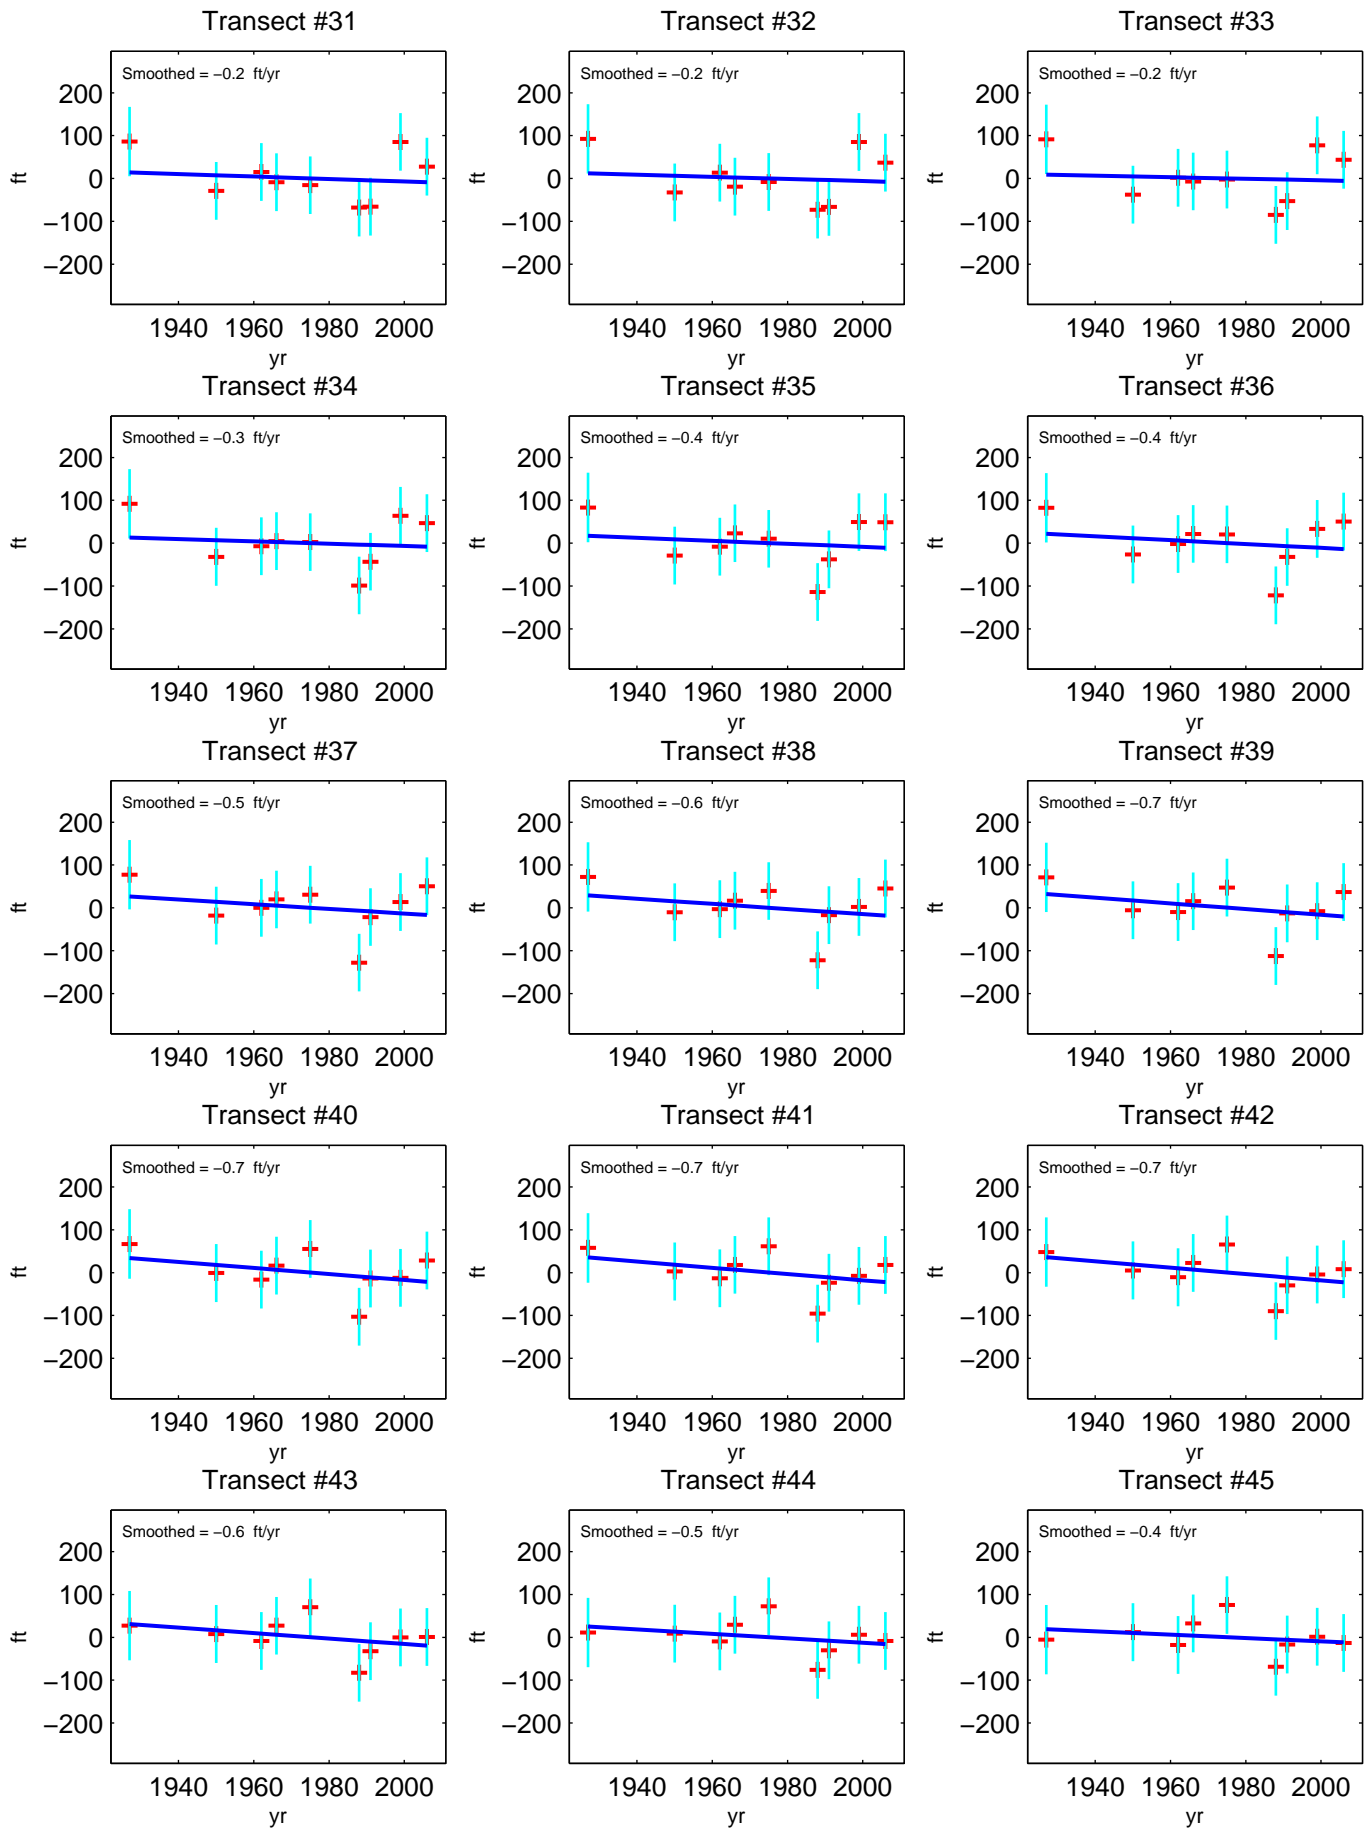 Transect #31 Transect #32 Transect #33
Smoothed = −0.2 ft/yr Smoothed = −0.2 ft/yr Smoothed = −0.2 ft/yr
200 200 200
100 100 100
ft 0 ft 0 ft 0
−100 −100 −100
−200 −200 −200
1940 1960 1980 2000 1940 1960 1980 2000 1940 1960 1980 2000
yr yr yr
Transect #34 Transect #35 Transect #36
Smoothed = −0.3 ft/yr Smoothed = −0.4 ft/yr Smoothed = −0.4 ft/yr
200 200 200
100 100 100
ft 0 ft 0 ft 0
−100 −100 −100
−200 −200 −200
1940 1960 1980 2000 1940 1960 1980 2000 1940 1960 1980 2000
yr yr yr
Transect #37 Transect #38 Transect #39
Smoothed = −0.5 ft/yr Smoothed = −0.6 ft/yr Smoothed = −0.7 ft/yr
200 200 200
100 100 100
ft 0 ft 0 ft 0
−100 −100 −100
−200 −200 −200
1940 1960 1980 2000 1940 1960 1980 2000 1940 1960 1980 2000
yr yr yr
Transect #40 Transect #41 Transect #42
Smoothed = −0.7 ft/yr Smoothed = −0.7 ft/yr Smoothed = −0.7 ft/yr
200 200 200
100 100 100
ft 0 ft 0 ft 0
−100 −100 −100
−200 −200 −200
1940 1960 1980 2000 1940 1960 1980 2000 1940 1960 1980 2000
yr yr yr
Transect #43 Transect #44 Transect #45
Smoothed = −0.6 ft/yr Smoothed = −0.5 ft/yr Smoothed = −0.4 ft/yr
200 200 200
100 100 100
ft 0 ft 0 ft 0
−100 −100 −100
−200 −200 −200
1940 1960 1980 2000 1940 1960 1980 2000 1940 1960 1980 2000
yr yr yr